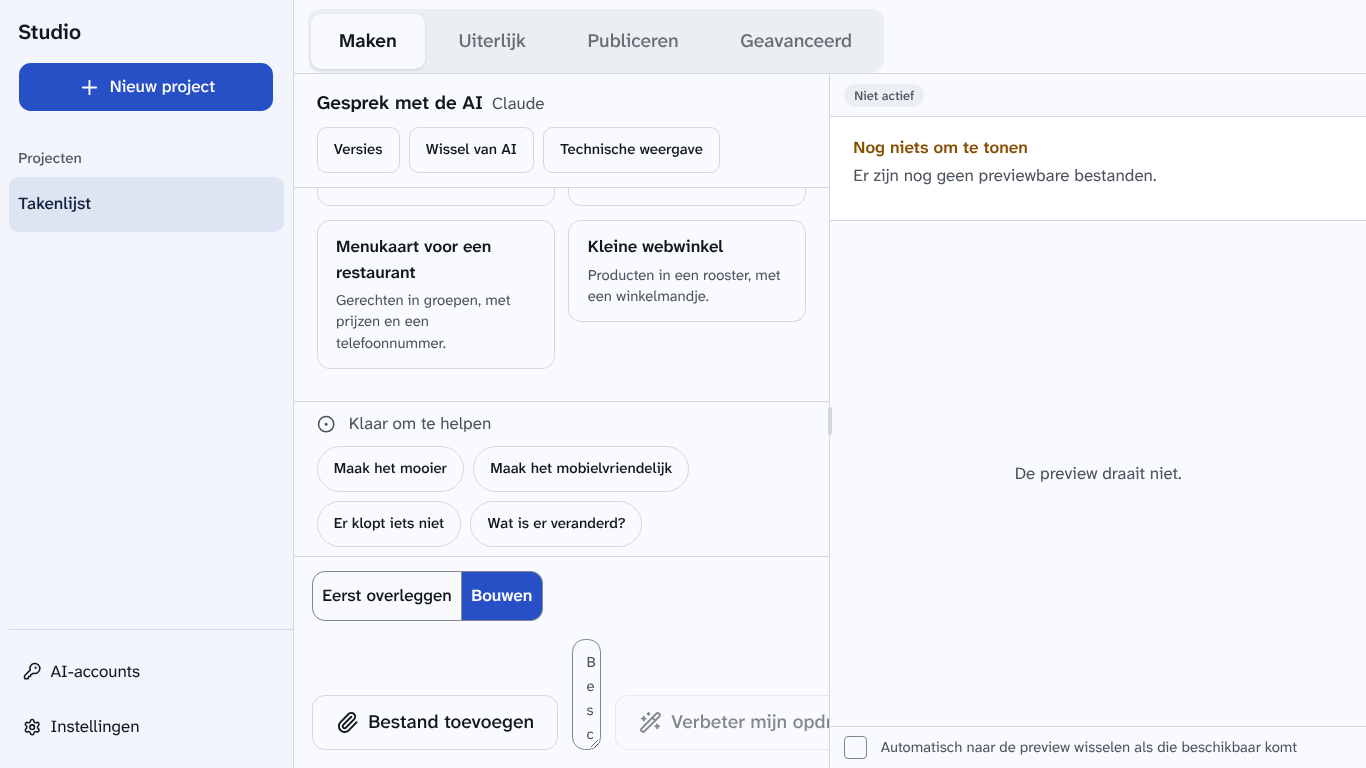 Studio
Nieuw project
Projecten
Takenlijst
AI-accounts
Instellingen
Maken
Uiterlijk
Publiceren
Geavanceerd
Gesprek met de AI Claude
Versies
Wissel van AI
Technische weergave
Menukaart voor een
restaurant
Gerechten in groepen, met
prijzen en een
telefoonnummer.
Kleine webwinkel
Producten in een rooster, met
een winkelmandje.
Klaar om te helpen
Maak het mooier
Maak het mobielvriendelijk
Er klopt iets niet
Wat is er veranderd?
Eerst overleggen
Bouwen
Bestand toevoegen
B
e
s
c
Verbeter mijn
Niet actief
Nog niets om te tonen
Er zijn nog geen previewbare bestanden.
De preview draait niet.
Automatisch naar de preview wisselen als die beschikbaar komt